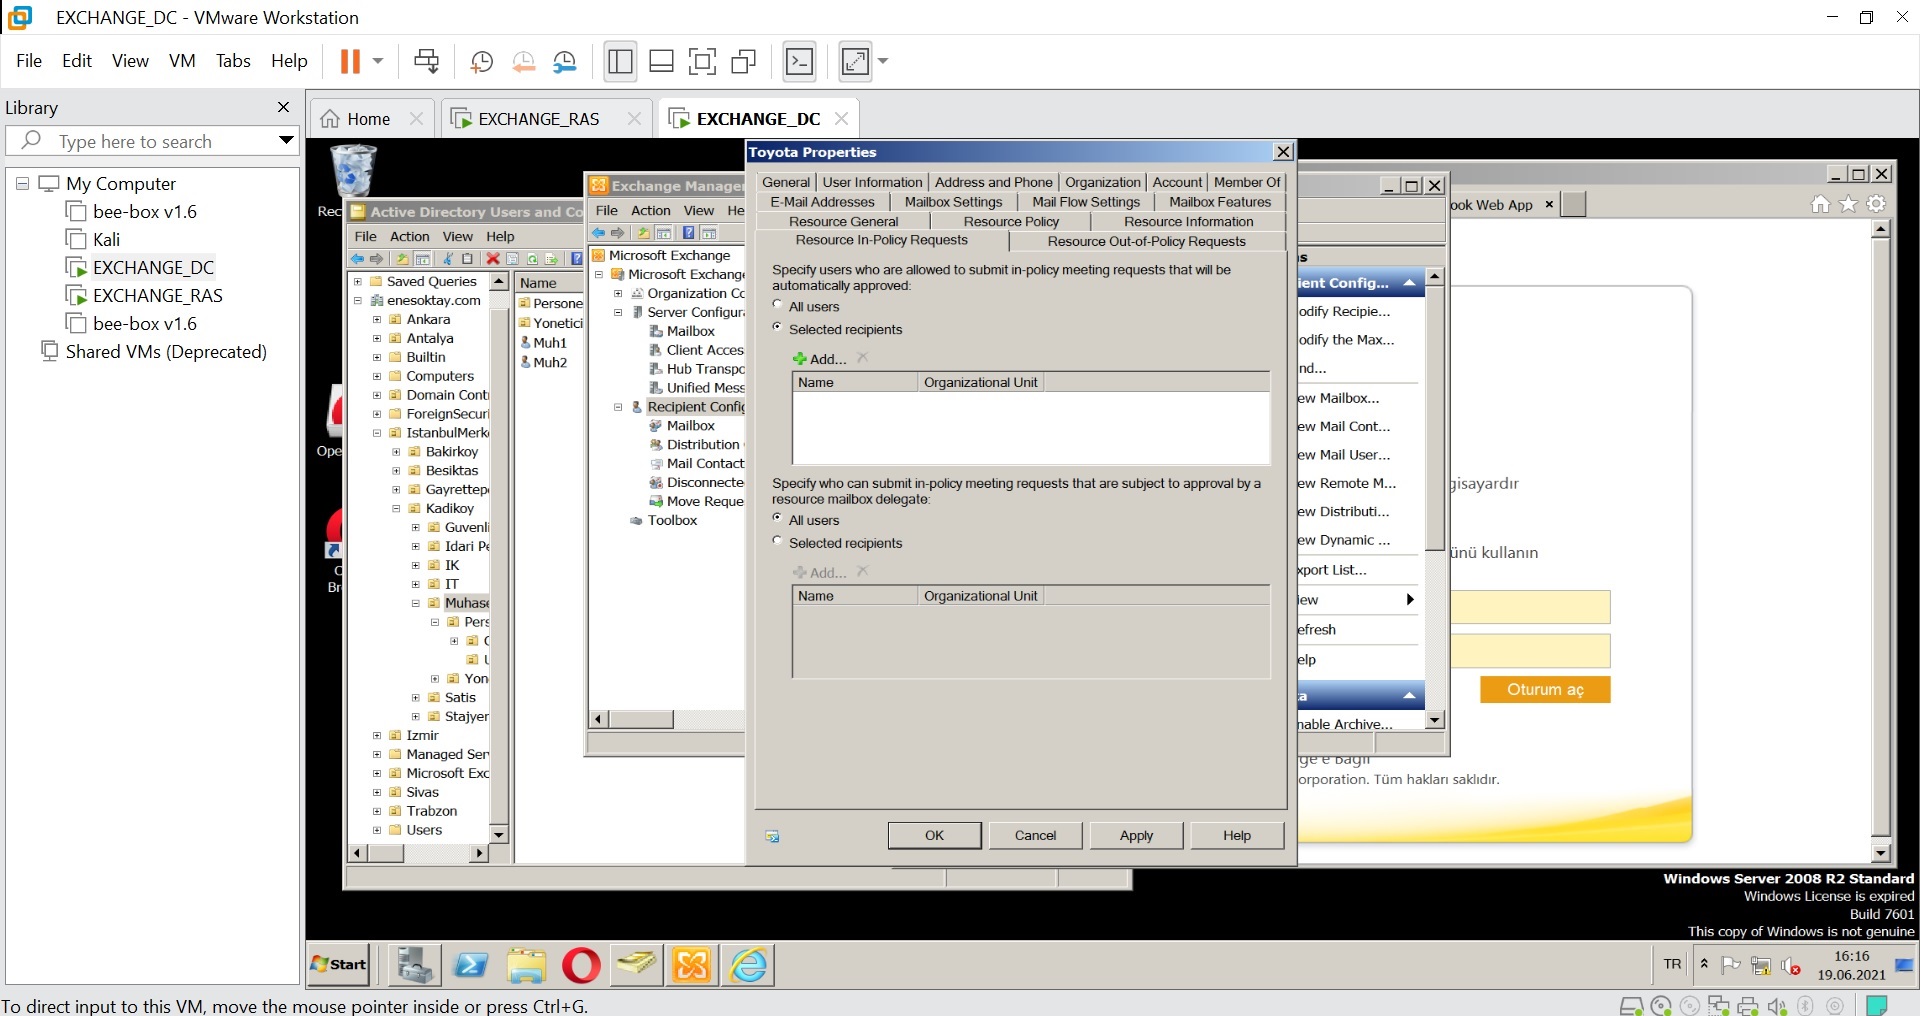 EXCHANGE_DC - VMware Workstation
File Edit View VM Tabs Help
Library
Type here to search
My Computer
bee-box v1.6
Kali
EXCHANGE_DC
EXCHANGE_RAS
bee-box v1.6
Shared VMs (Deprecated)
Home
EXCHANGE_RAS
EXCHANGE_DC
Rec
Ope
Br
Active Directory Users and Co
File Action View Help
Saved Queries
enesoktay.com
Ankara
Antalya
Builtin
Computers
Domain Cont
ForeignSecuri
IstanbulMerk
Bakirkoy
Besiktas
Gayrettep
Kadikoy
Guvenli
Idari Pe
IK
IT
Muhase
Pers
Yon
Satis
Stajyer
Izmir
Managed Ser
Microsoft Exc
Sivas
Trabzon
Users
Name
Persone
Yonetici
Muh1
Muh2
Exchange Manager
File Action View He
Microsoft Exchange
Microsoft Exchange
Organization Co
Server Configura
Mailbox
Client Acces
Hub Transpo
Unified Mess
Recipient Config
Mailbox
Distribution
Mail Contact
Disconnecte
Move Reque
Toolbox
Toyota Properties
General User Information Address and Phone Organization Account Member Of
E-Mail Addresses Mailbox Settings Mail Flow Settings Mailbox Features
Resource General Resource Policy Resource Information
Resource In-Policy Requests Resource Out-of-Policy Requests
Specify users who are allowed to submit in-policy meeting requests that will be
automatically approved:
All users
Selected recipients
Add...
Name Organizational Unit
Specify who can submit in-policy meeting requests that are subject to approval by a
resource mailbox delegate:
All users
Selected recipients
Add...
Name Organizational Unit
OK Cancel Apply Help
s
ient Config...
odify Recipie...
odify the Max...
nd...
ew Mailbox...
ew Mail Cont...
ew Mail User...
ew Remote M...
ew Distributi...
ew Dynamic ...
xport List...
iew
efresh
elp
ta
nable Archive...
ook Web App
gisayardır
ünü kullanın
Oturum aç
ge'e Bağlı
orporation. Tüm hakları saklıdır.
Windows Server 2008 R2 Standard
Windows License is expired
Build 7601
This copy of Windows is not genuine
Start
TR
16:16
19.06.2021
To direct input to this VM, move the mouse pointer inside or press Ctrl+G.